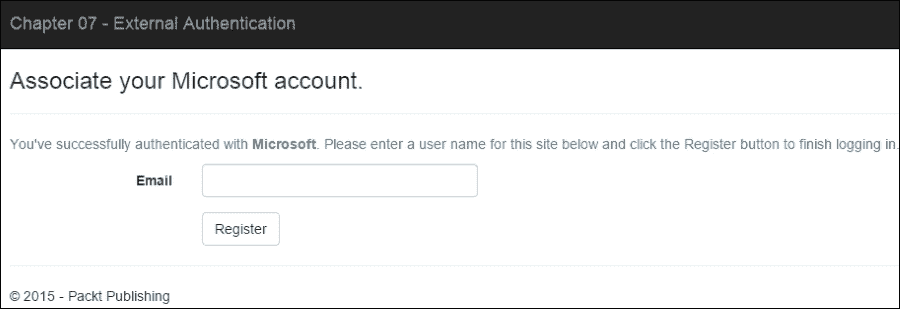 Chapter 07 - External Authentication
Associate your Microsoft account.
You've successfully authenticated with Microsoft. Please enter a user name for this site below and click the Register button to finish logging in.
Email
Register
© 2015 - Packt Publishing